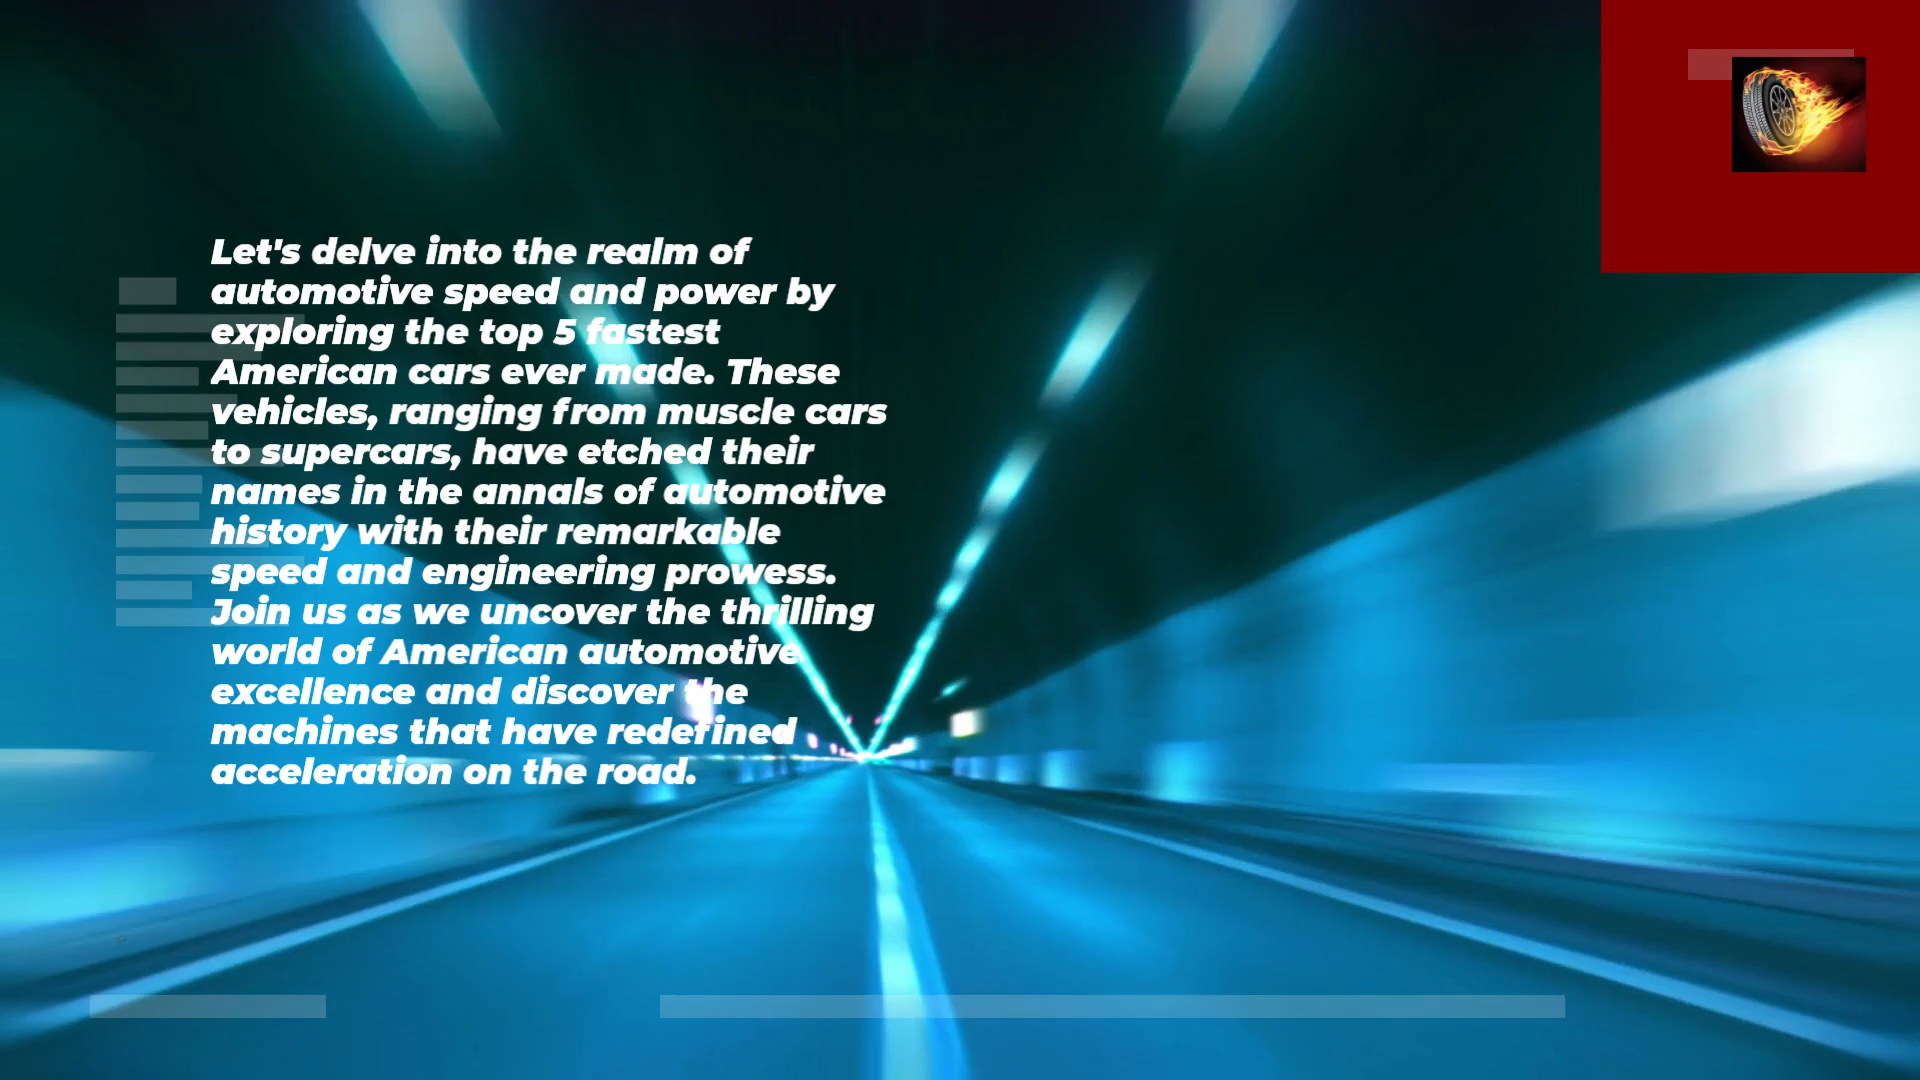 Let's delve into the realm of
automotive speed and power by
exploring the top 5 fastest
American cars ever made. These
vehicles, ranging from muscle cars
to supercars, have etched their
names in the annals of automotive
history with their remarkable
speed and engineering prowess.
Join us as we uncover the thrilling
world of American automotive
excellence and discover the
machines that have redefined
acceleration on the road.